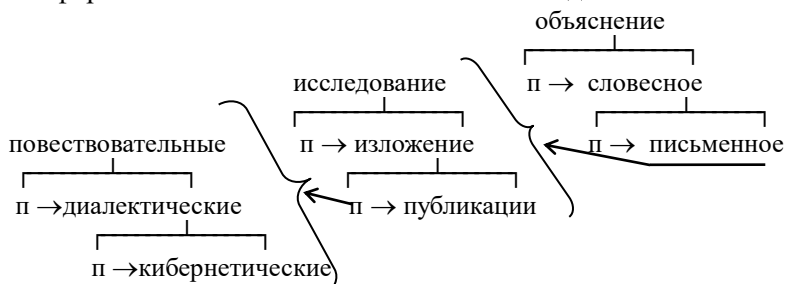 объяснение
исследование
п → словесное
повествовательные
п → изложение
п → письменное
п →диалектические
п → публикации
п →кибернетические